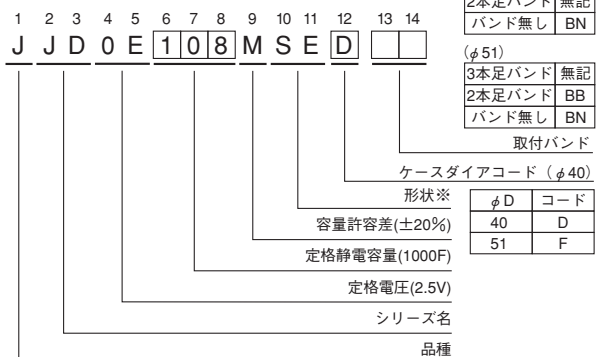 2本足バンド 無記
バンド無し BN
1 2 3 4 5 6 7 8 9 10 11 12 13 14
J J D 0 E 1 0 8 M S E D □ □
(φ51)
3本足バンド 無記
2本足バンド BB
バンド無し BN
取付バンド
ケースダイアコード（φ40）
形状※
φD コード
40 D
51 F
容量許容差(±20％)
定格静電容量(1000F)
定格電圧(2.5V)
シリーズ名
品種